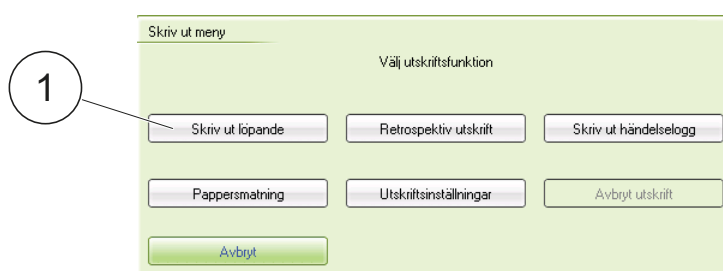 Skriv ut meny
Välj utskriftsfunktion
1
Skriv ut löpande
Retrospektiv utskrift
Skriv ut händelselogg
Pappersmatning
Utskriftsinställningar
Avbryt utskrift
Avbryt